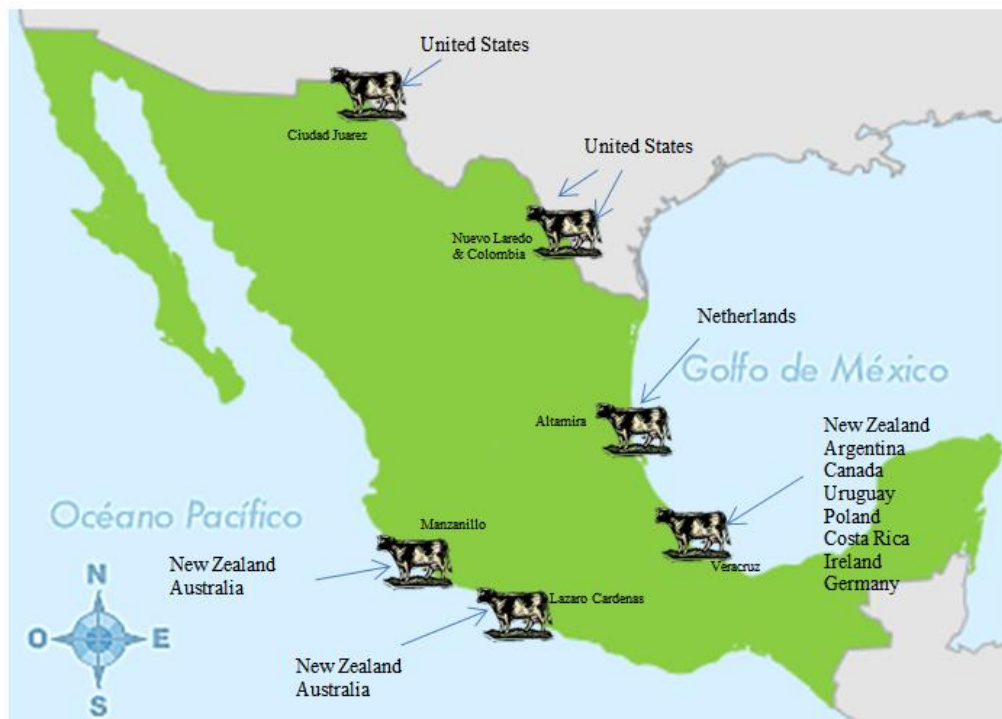 United States
Ciudad Juarez
United States
Nuevo Laredo
& Colombia
Netherlands
Golfo de México
Altamira
New Zealand
Argentina
Canada
Uruguay
Poland
Costa Rica
Ireland
Germany
Veracruz
Océano Pacífico
Manzanillo
New Zealand
Australia
Lazaro Cardenas
New Zealand
Australia
N
O E
S